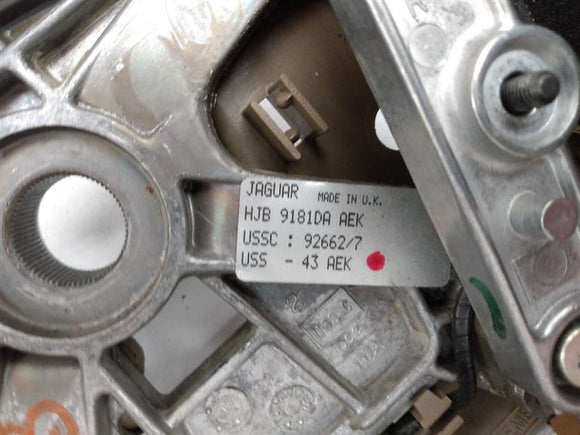 JAGUAR MADE IN U.K.
HJB 9181DA AEK
USSC : 92662/7
USS - 43 AEK